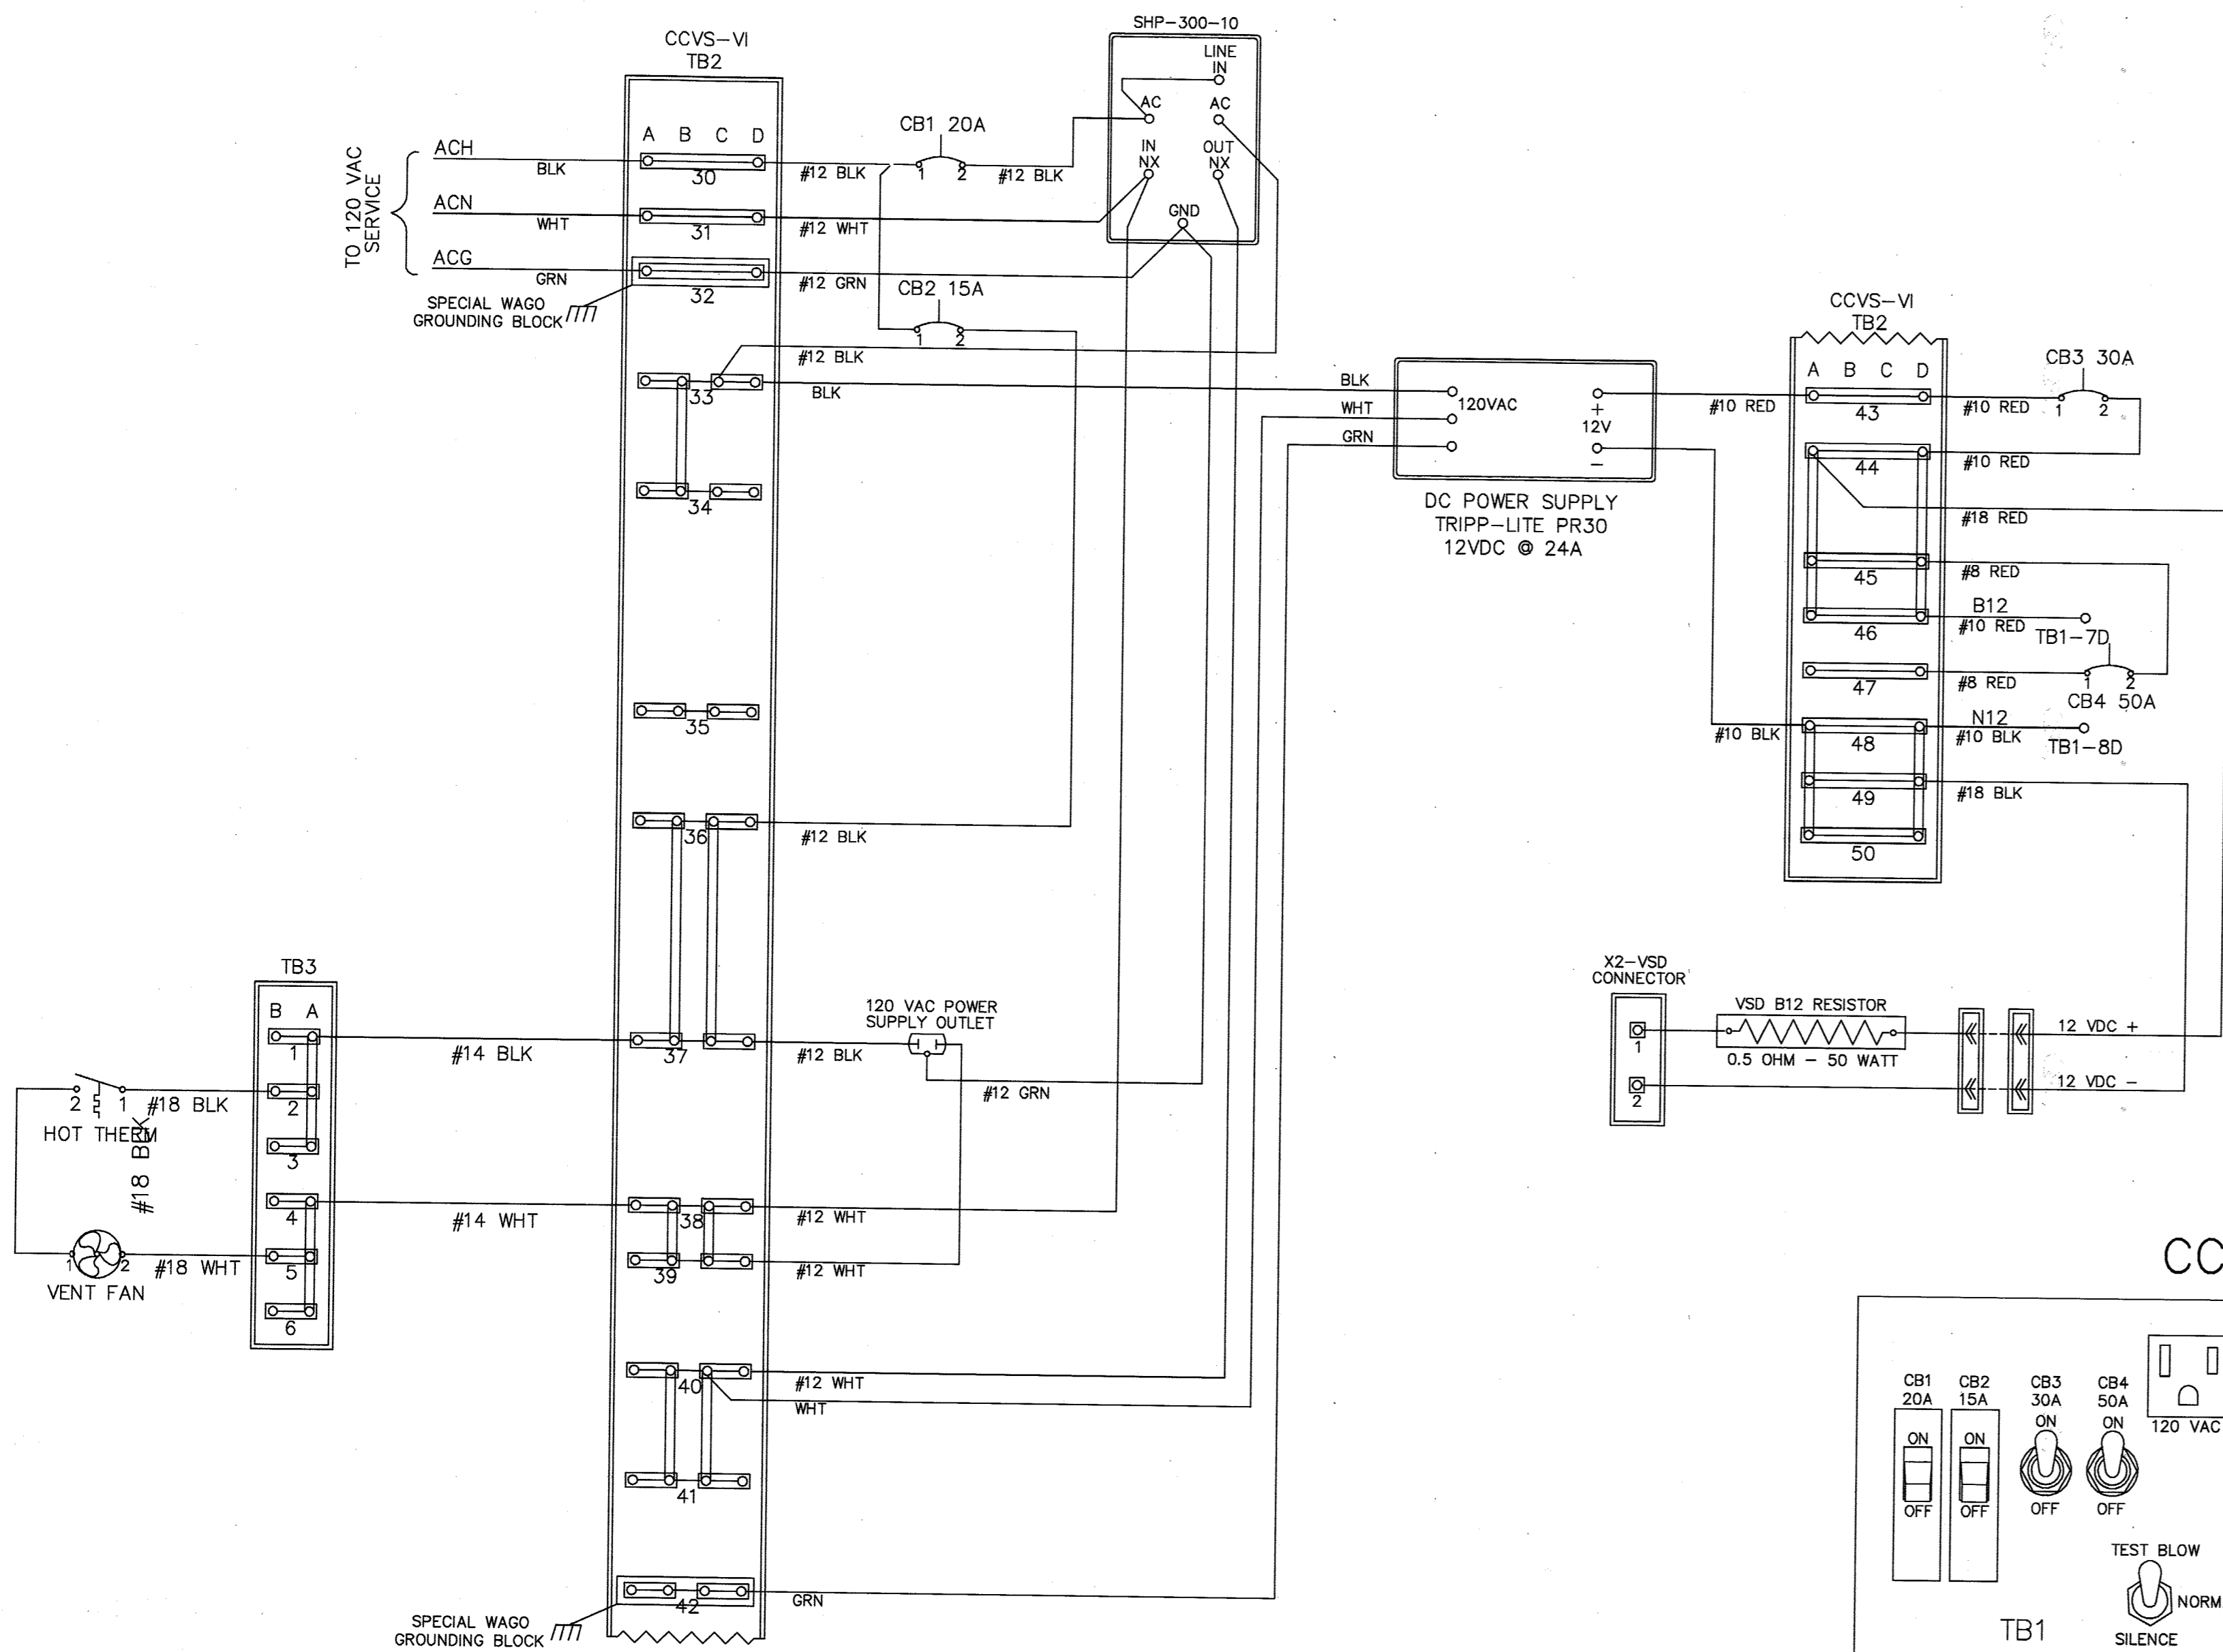 SHP-300-10
LINE
IN
AC
AC
IN
NX
OUT
NX
GND
CCVS-VI
TB2
A B C D
TO 120 VAC
SERVICE
ACH
BLK
ACN
WHT
ACG
GRN
SPECIAL WAGO
GROUNDING BLOCK
30
31
32
33
34
35
36
37
38
39
40
41
42
#12 BLK
CB1 20A
1 2
#12 BLK
#12 WHT
#12 GRN
CB2 15A
1 2
#12 BLK
BLK
#12 BLK
120 VAC POWER
SUPPLY OUTLET
#12 BLK
#12 GRN
#12 WHT
#12 WHT
#12 WHT
WHT
GRN
SPECIAL WAGO
GROUNDING BLOCK
TB3
B A
1
2
3
4
5
6
#14 BLK
#14 WHT
2 1
#18 BLK
HOT THERM
#18 BLK
1 2
#18 WHT
VENT FAN
BLK
WHT
GRN
120VAC
+
12V
-
DC POWER SUPPLY
TRIPP-LITE PR30
12VDC @ 24A
CCVS-VI
TB2
A B C D
43
44
45
46
47
48
49
50
#10 RED
#10 RED
CB3 30A
1 2
#10 RED
#18 RED
#8 RED
B12
#10 RED
TB1-7D
#8 RED
1 2
CB4 50A
#10 BLK
N12
#10 BLK
TB1-8D
#18 BLK
X2-VSD
CONNECTOR
1
2
VSD B12 RESISTOR
0.5 OHM - 50 WATT
12 VDC +
12 VDC -
CC
CB1
20A
ON
OFF
CB2
15A
ON
OFF
CB3
30A
ON
OFF
CB4
50A
ON
OFF
120 VAC
TEST BLOW
NORM
SILENCE
TB1